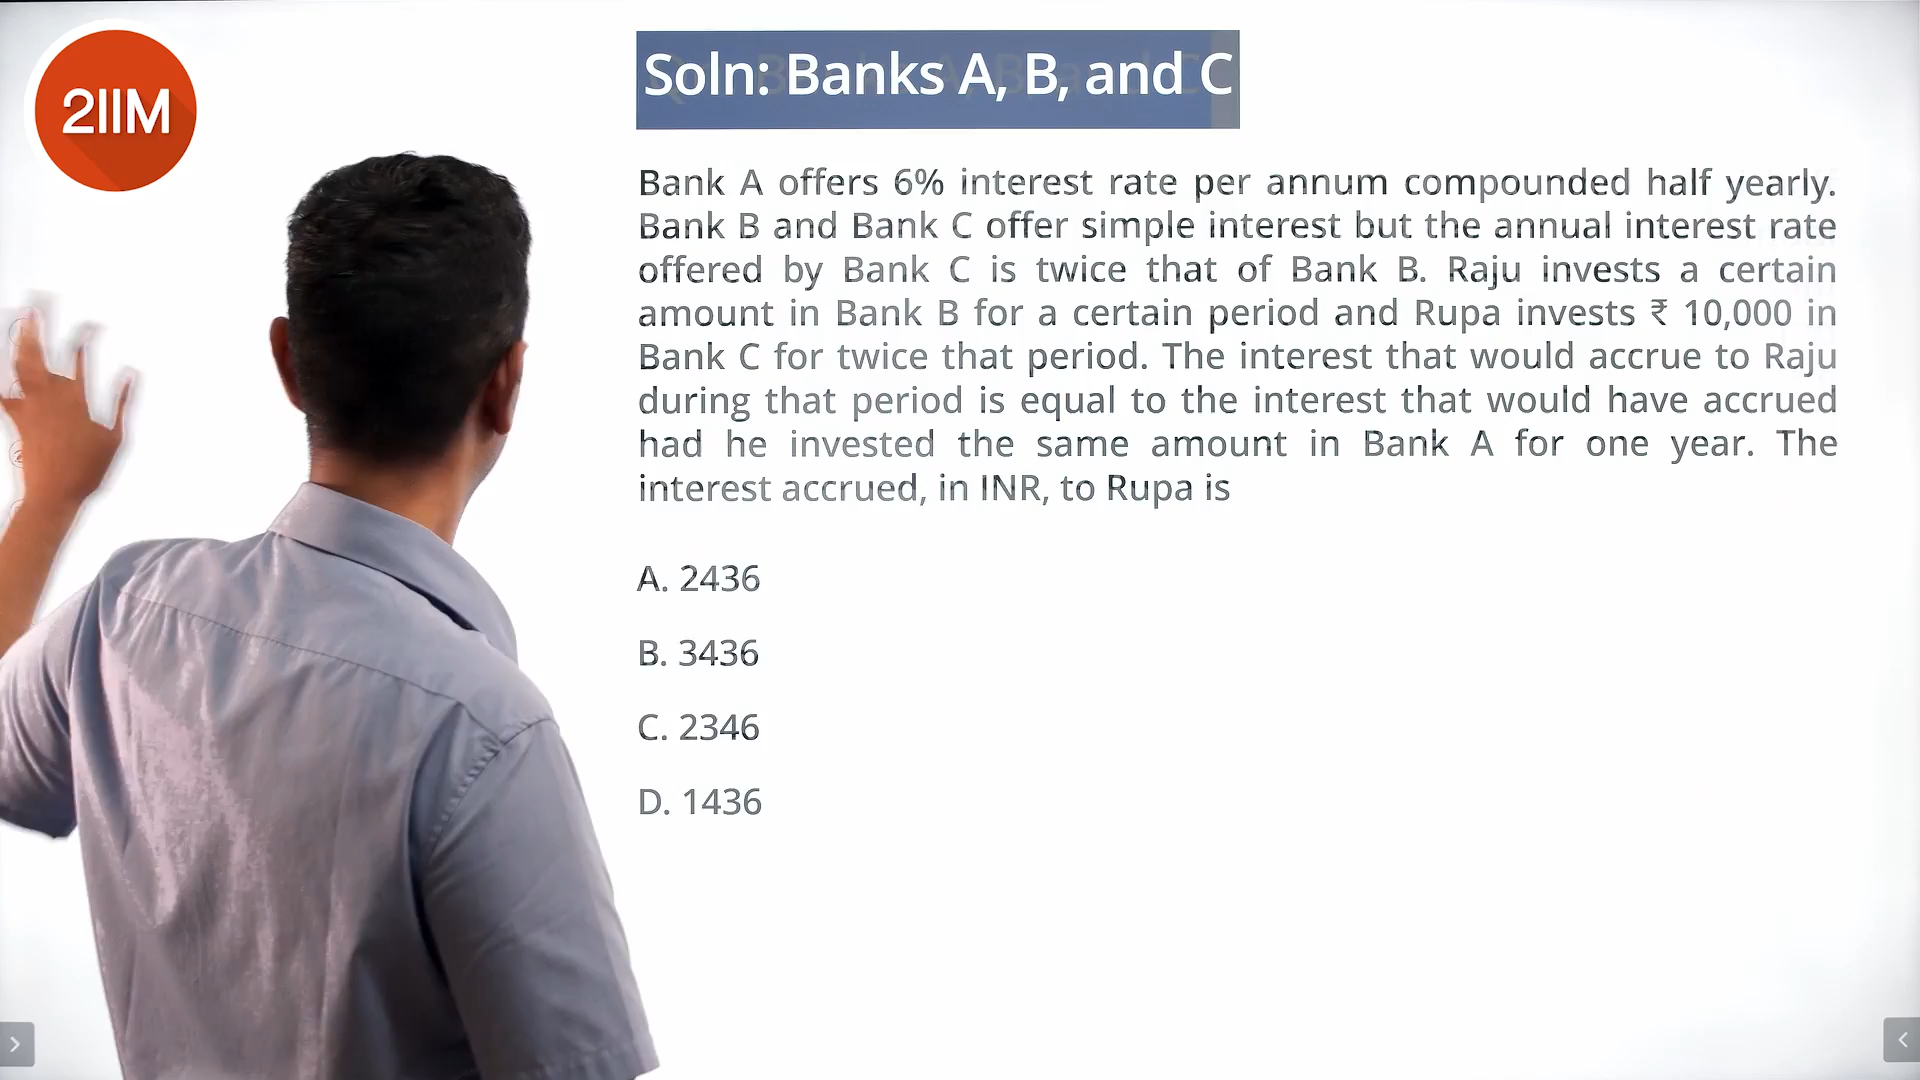 2IIM
Soln: Banks A, B, and C
Bank A offers 6% interest rate per annum compounded half yearly.
Bank B and Bank C offer simple interest but the annual interest rate
offered by Bank C is twice that of Bank B. Raju invests a certain
amount in Bank B for a certain period and Rupa invests ₹ 10,000 in
Bank C for twice that period. The interest that would accrue to Raju
during that period is equal to the interest that would have accrued
had he invested the same amount in Bank A for one year. The
interest accrued, in INR, to Rupa is
A. 2436
B. 3436
C. 2346
D. 1436